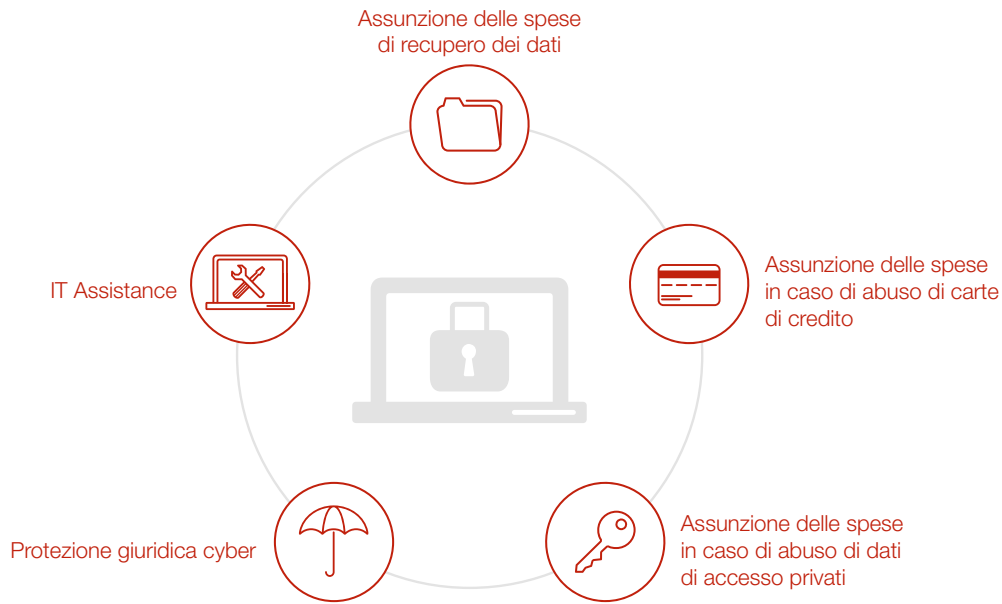 Assunzione delle spese
di recupero dei dati
Assunzione delle spese
in caso di abuso di carte
di credito
IT Assistance
Protezione giuridica cyber
Assunzione delle spese
in caso di abuso di dati
di accesso privati